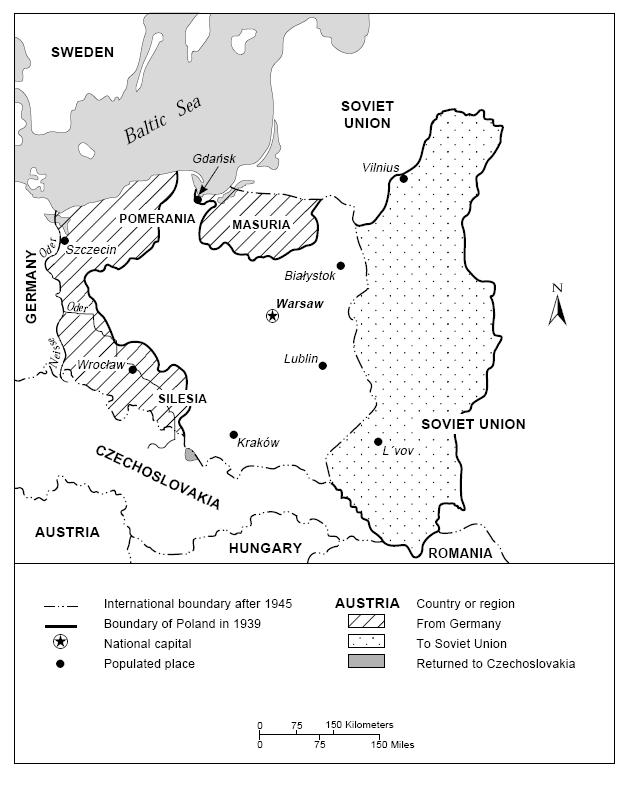 SWEDEN
Baltic Sea
SOVIET
UNION
Gdańsk
Vilnius
POMERANIA
MASURIA
Oder
Szczecin
GERMANY
Białystok
N
Warsaw
Oder
Neisse
Wrocław
Lublin
SILESIA
SOVIET UNION
Kraków
L´vov
CZECHOSLOVAKIA
AUSTRIA
HUNGARY
ROMANIA
International boundary after 1945
Boundary of Poland in 1939
National capital
Populated place
AUSTRIA Country or region
From Germany
To Soviet Union
Returned to Czechoslovakia
0 75 150 Kilometers
0 75 150 Miles